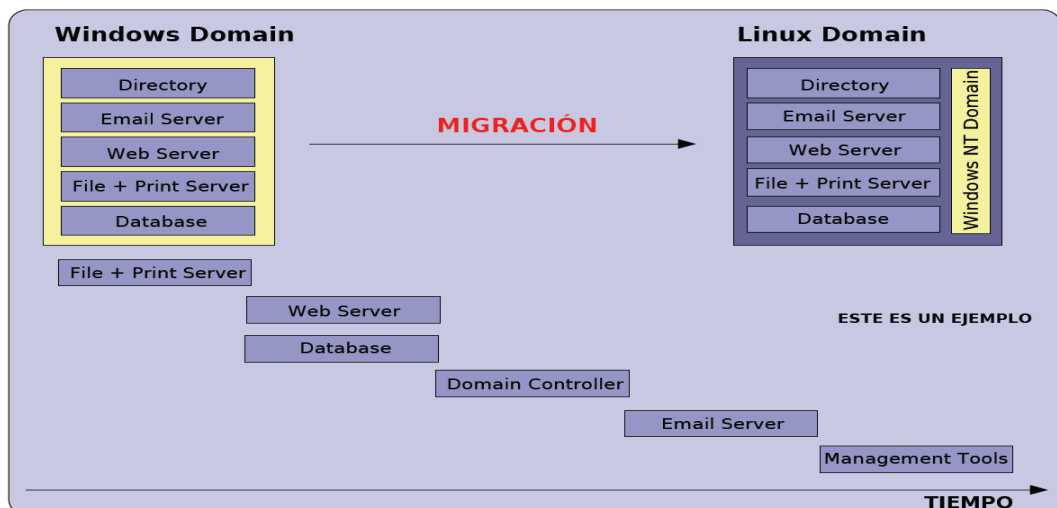 Windows Domain
Directory
Email Server
Web Server
File + Print Server
Database
MIGRACIÓN
Linux Domain
Directory
Email Server
Web Server
File + Print Server
Database
Windows NT Domain
File + Print Server
Web Server
Database
Domain Controller
Email Server
Management Tools
ESTE ES UN EJEMPLO
TIEMPO